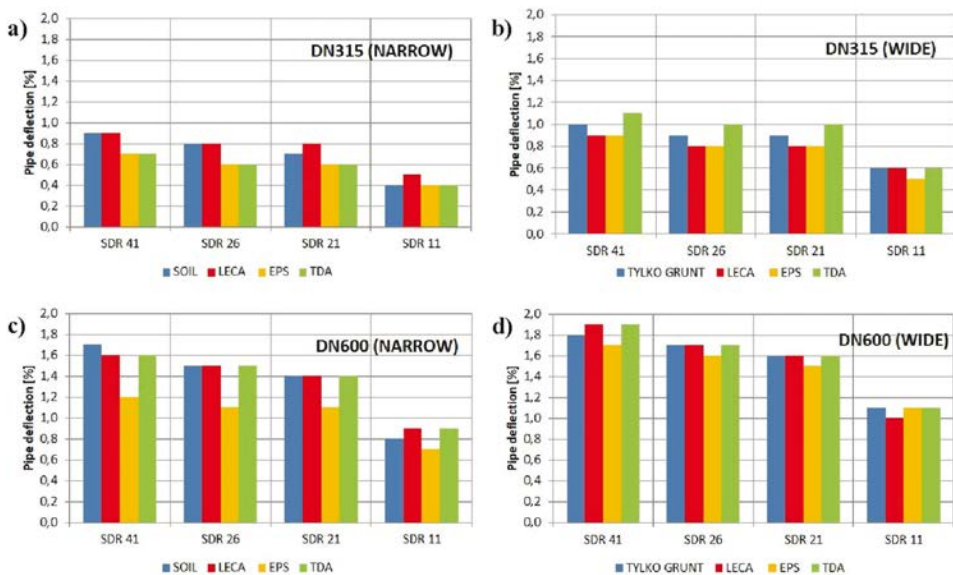 a)
DN315 (NARROW)
Pipe deflection [%]
2,0
1,8
1,6
1,4
1,2
1,0
0,8
0,6
0,4
0,2
0,0
SDR 41 SDR 26 SDR 21 SDR 11
SOIL LECA EPS TDA
b)
DN315 (WIDE)
Pipe deflection [%]
2,0
1,8
1,6
1,4
1,2
1,0
0,8
0,6
0,4
0,2
0,0
SDR 41 SDR 26 SDR 21 SDR 11
TYLKO GRUNT LECA EPS TDA
c)
DN600 (NARROW)
Pipe deflection [%]
2,0
1,8
1,6
1,4
1,2
1,0
0,8
0,6
0,4
0,2
0,0
SDR 41 SDR 26 SDR 21 SDR 11
SOIL LECA EPS TDA
d)
DN600 (WIDE)
Pipe deflection [%]
2,0
1,8
1,6
1,4
1,2
1,0
0,8
0,6
0,4
0,2
0,0
SDR 41 SDR 26 SDR 21 SDR 11
TYLKO GRUNT LECA EPS TDA